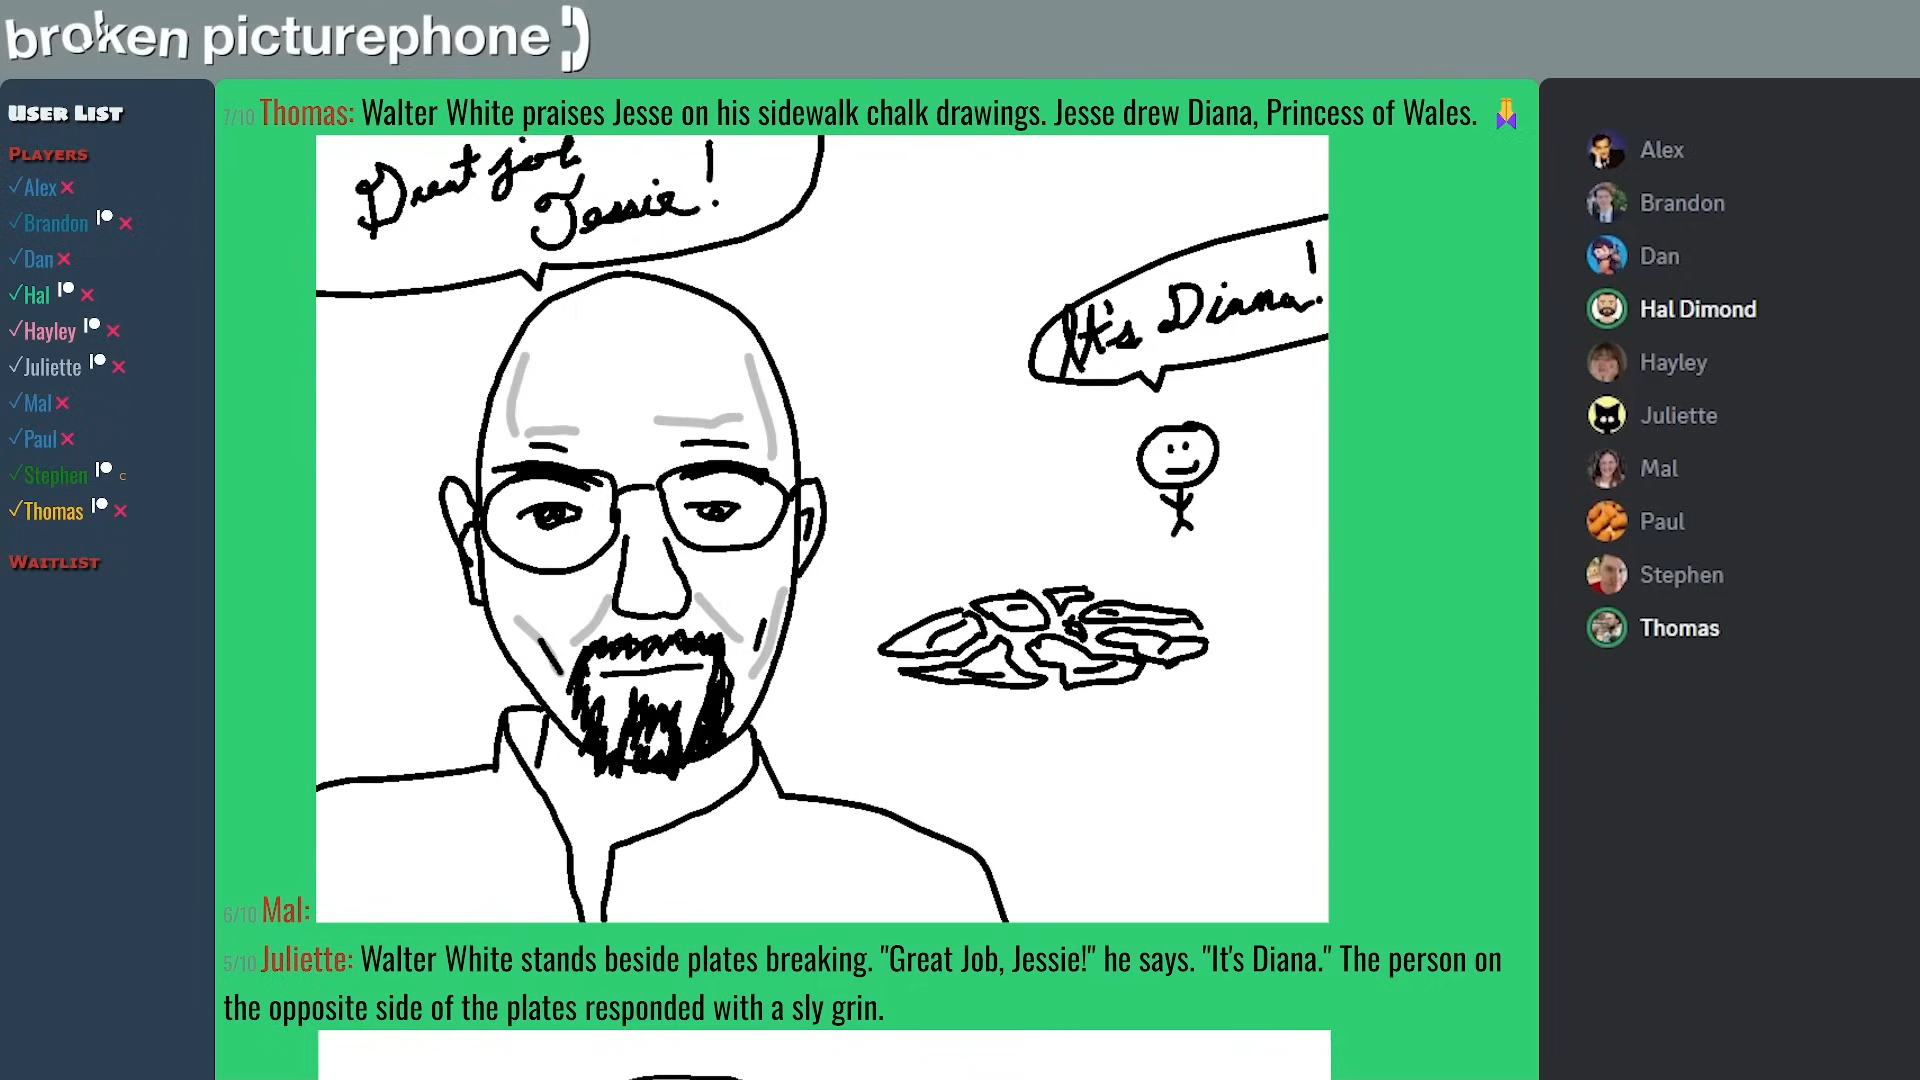 broken picturephone
User List
Players
✓Alex
✓Brandon
✓Dan
✓Hal
✓Hayley
✓Juliette
✓Mal
✓Paul
✓Stephen c
✓Thomas
Waitlist
7/10 Thomas: Walter White praises Jesse on his sidewalk chalk drawings. Jesse drew Diana, Princess of Wales.
Great job
Jessie!
It's Diana!
6/10 Mal:
5/10 Juliette: Walter White stands beside plates breaking. "Great Job, Jessie!" he says. "It's Diana." The person on
the opposite side of the plates responded with a sly grin.
Alex
Brandon
Dan
Hal Dimond
Hayley
Juliette
Mal
Paul
Stephen
Thomas